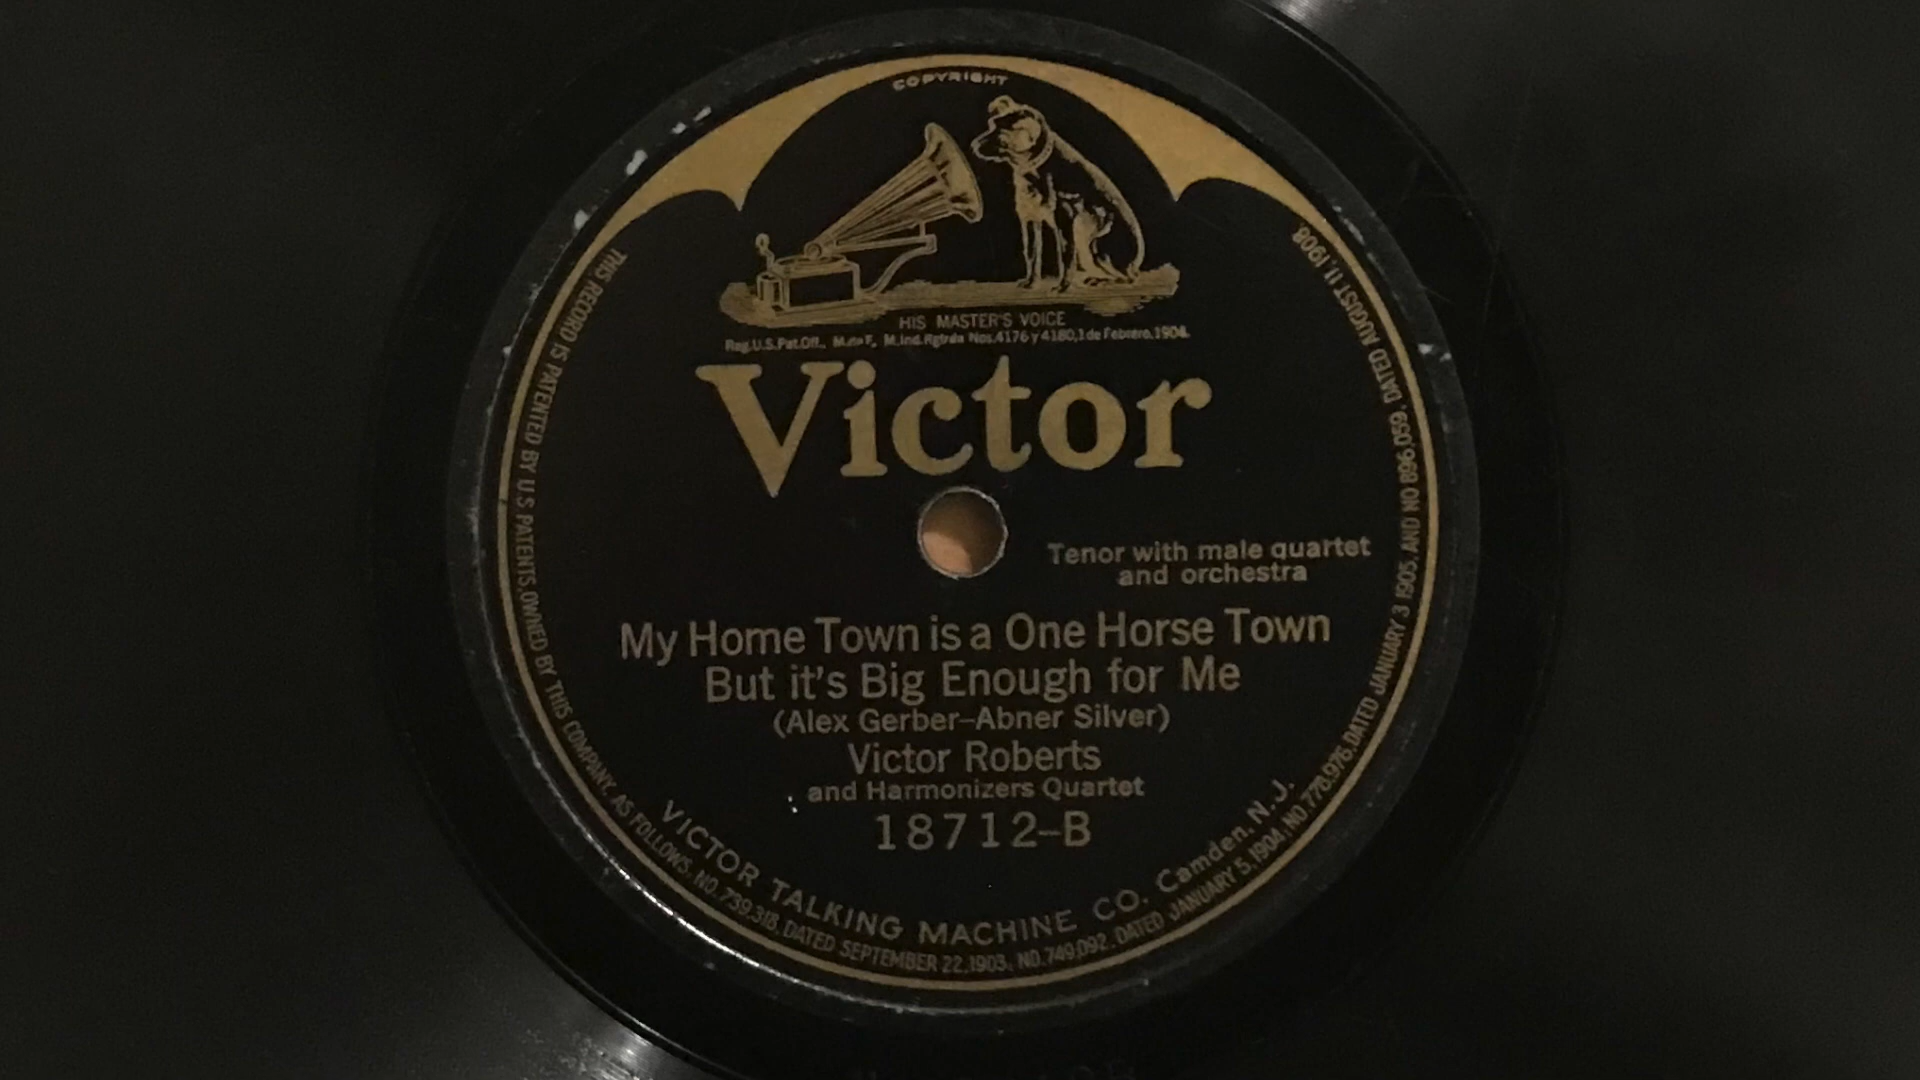 COPYRIGHT
HIS MASTER'S VOICE
Reg.U.S.Pat.Off., M.de F., M.Ind.Rgtrda Nos.4176 y 4180,1 de Febrero,1904.
Victor
Tenor with male quartet
and orchestra
My Home Town is a One Horse Town
But it's Big Enough for Me
(Alex Gerber-Abner Silver)
Victor Roberts
and Harmonizers Quartet
18712-B
VICTOR TALKING MACHINE CO. Camden, N.J.
THIS RECORD IS PATENTED BY U.S. PATENTS, OWNED BY THIS COMPANY, AS FOLLOWS, NO. 739,318, DATED SEPTEMBER 22,1903, NO.749,092, DATED JANUARY 5,1904, NO.778,976, DATED JANUARY 3 1905, AND NO 896,059, DATED AUGUST 11, 1908.